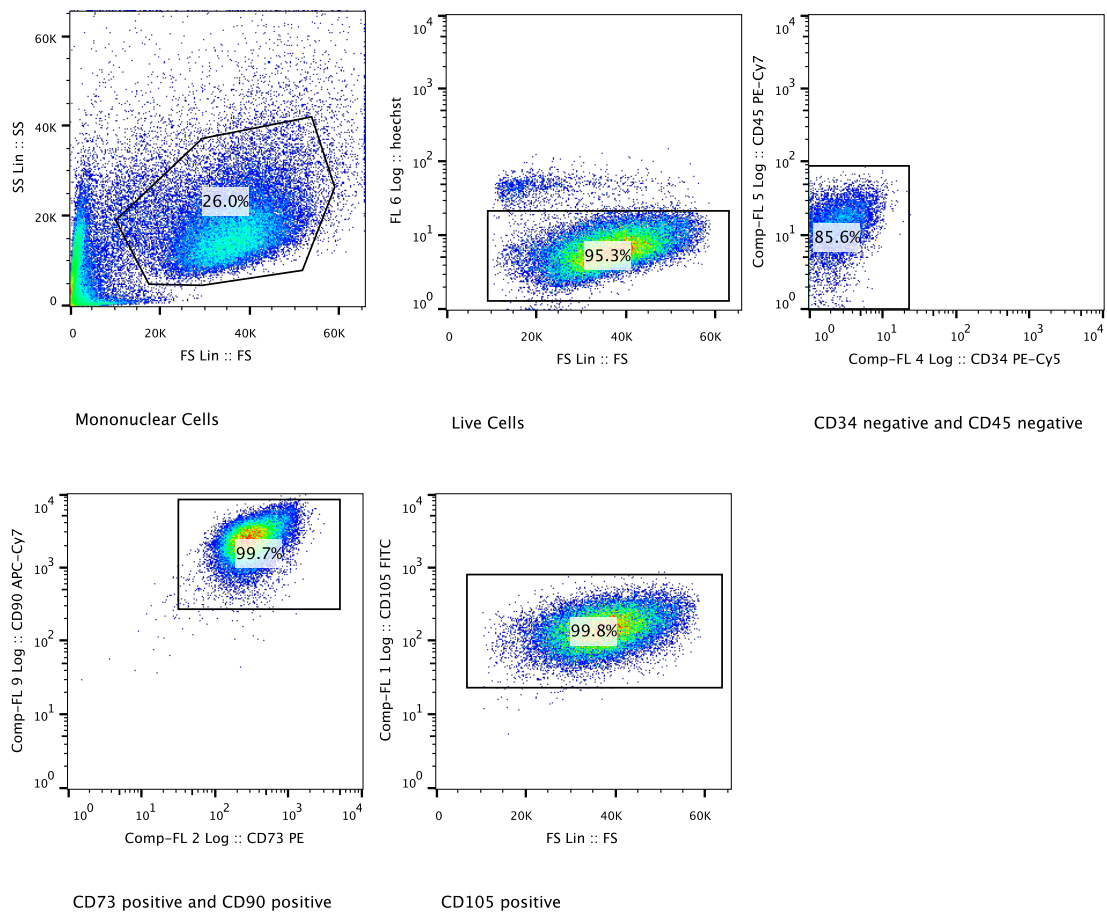 SS Lin :: SS
60K
40K
20K
0
26.0%
0
20K
40K
60K
FS Lin :: FS
Mononuclear Cells
FL 6 Log :: hoechst
10^4
10^3
10^2
10^1
10^0
95.3%
0
20K
40K
60K
FS Lin :: FS
Live Cells
Comp-FL 5 Log :: CD45 PE-Cy7
10^4
10^3
10^2
10^1
10^0
85.6%
10^0
10^1
10^2
10^3
10^4
Comp-FL 4 Log :: CD34 PE-Cy5
CD34 negative and CD45 negative
Comp-FL 9 Log :: CD90 APC-Cy7
10^4
10^3
10^2
10^1
10^0
99.7%
10^0
10^1
10^2
10^3
10^4
Comp-FL 2 Log :: CD73 PE
CD73 positive and CD90 positive
Comp-FL 1 Log :: CD105 FITC
10^4
10^3
10^2
10^1
10^0
99.8%
0
20K
40K
60K
FS Lin :: FS
CD105 positive